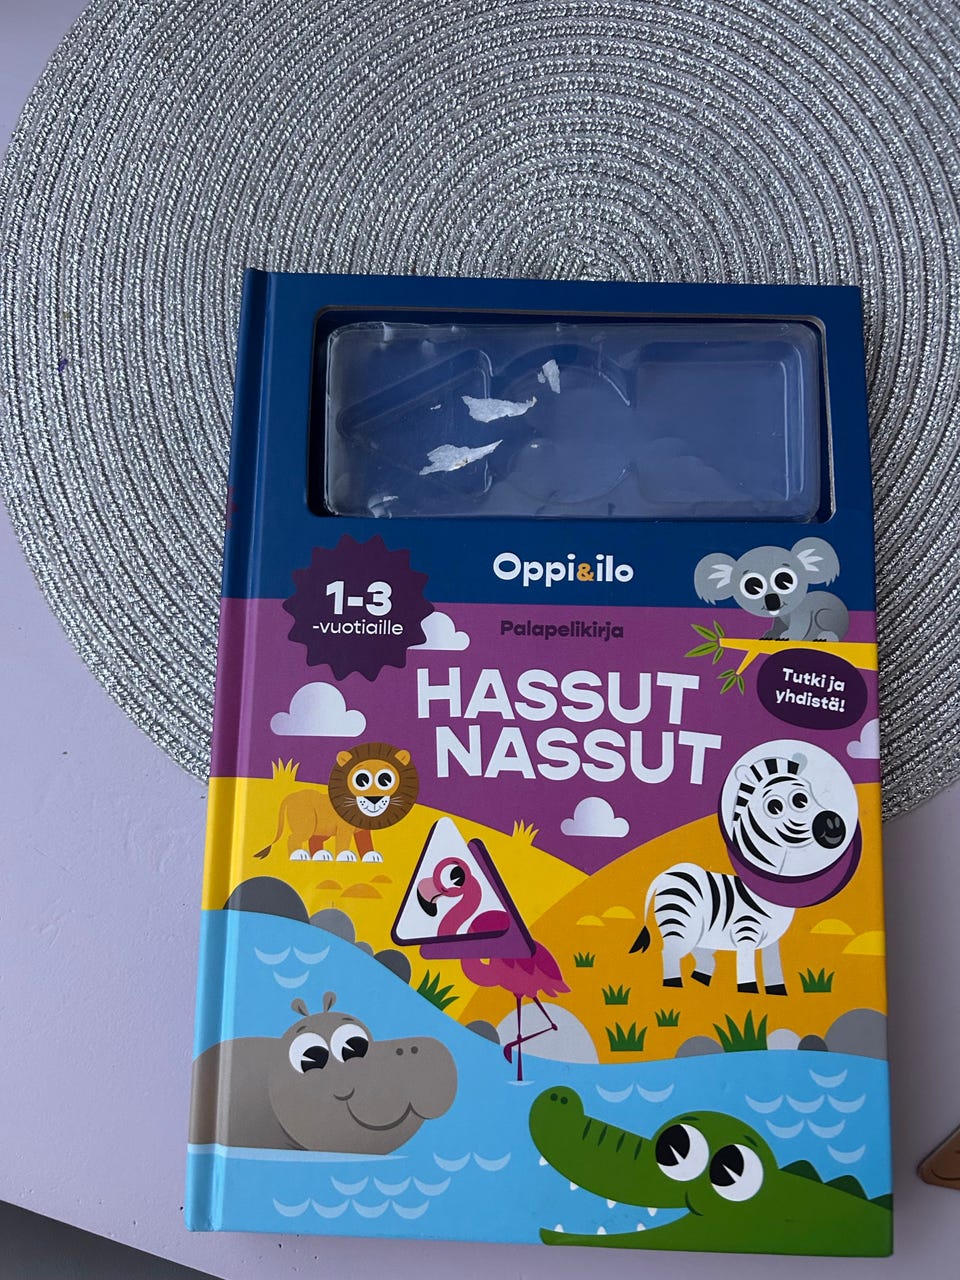 Oppi&ilo
1-3
-vuotiaille
Palapelikirja
HASSUT
NASSUT
Tutki ja
yhdistä!